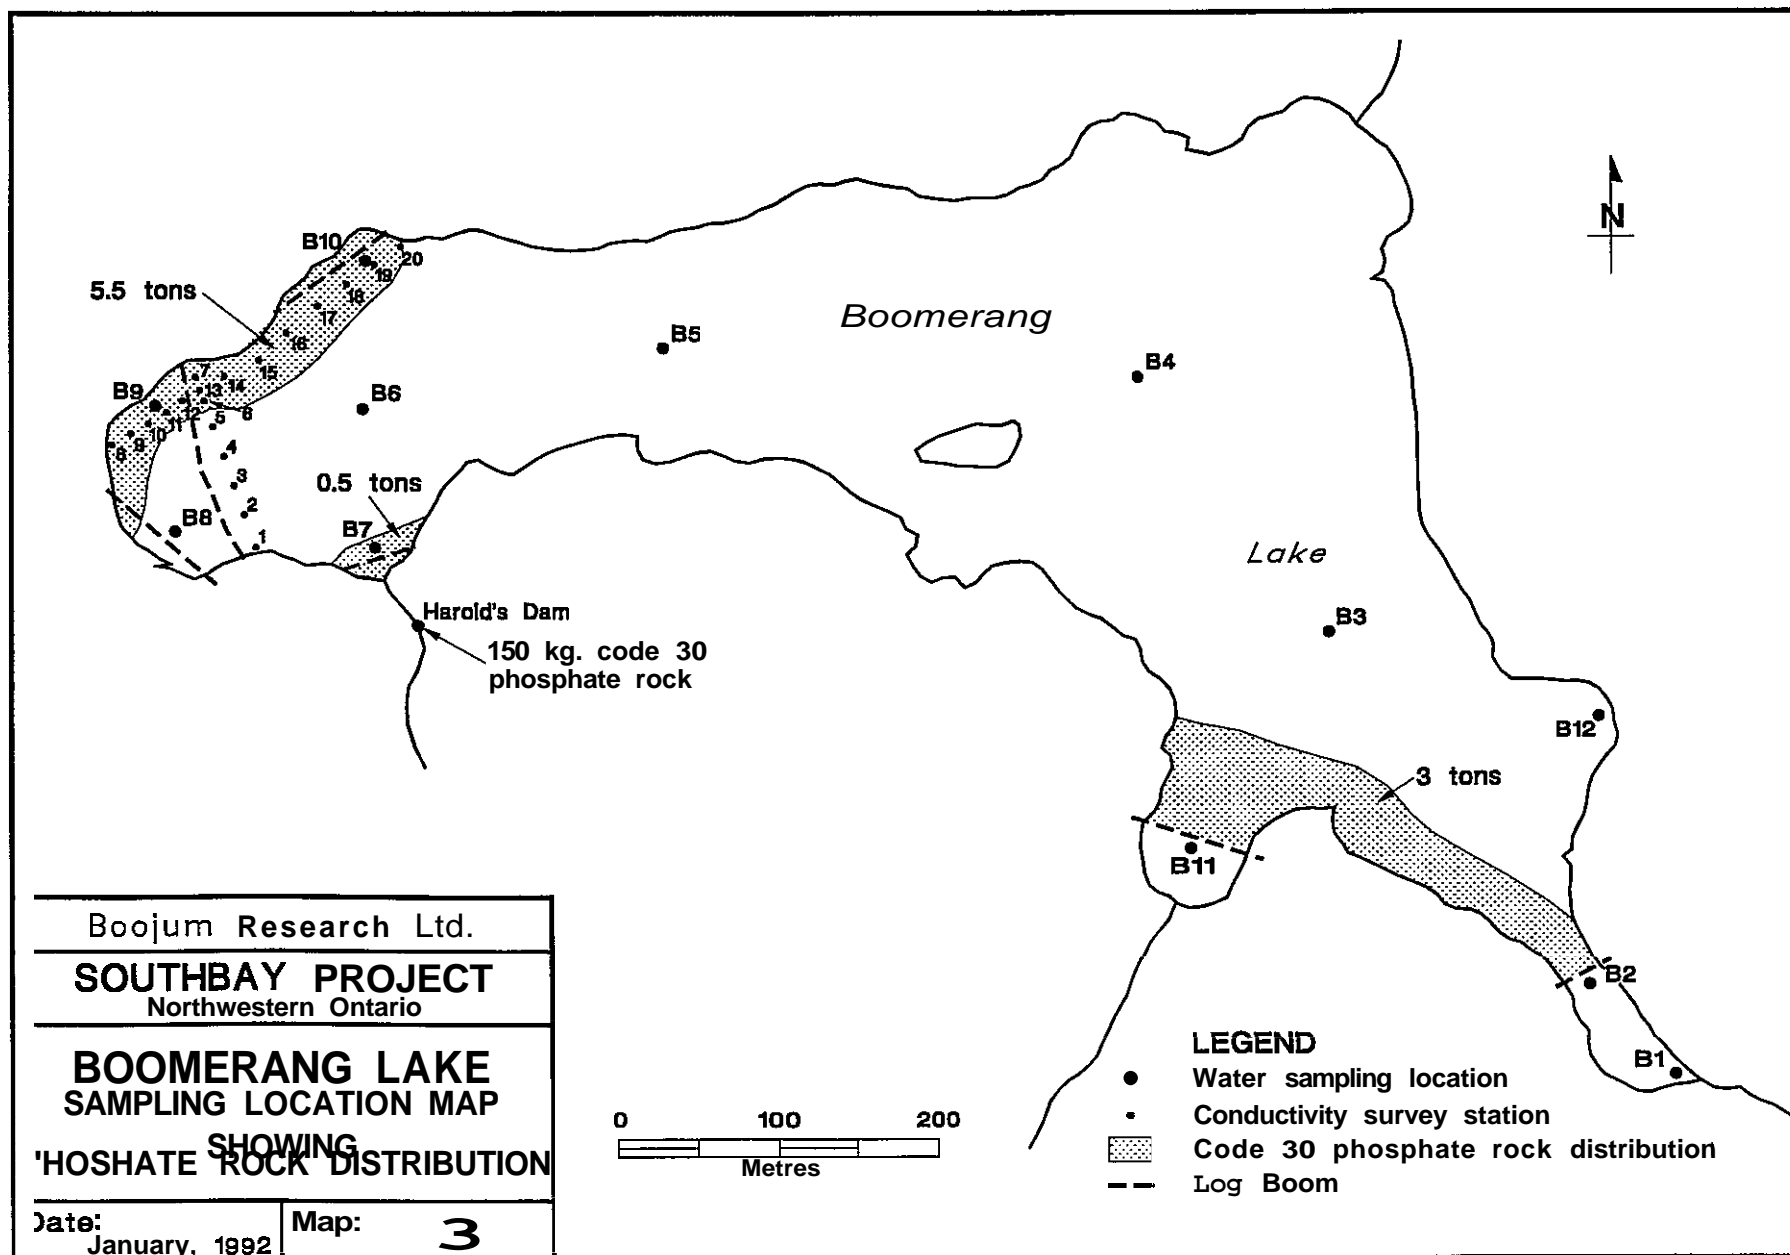 B10
20
19
5.5 tons
18
17
Boomerang
16
B5
15
B4
7
14
B9
13
B6
12
6
11
5
10
9
8
4
3
0.5 tons
2
B8
B7
1
N
Lake
Harold's Dam
B3
150 kg. code 30
phosphate rock
B12
3 tons
B11
B2
B1
Boojum Research Ltd.
SOUTHBAY PROJECT
Northwestern Ontario
BOOMERANG LAKE
SAMPLING LOCATION MAP
SHOWING
'HOSHATE ROCK DISTRIBUTION
Date:
January, 1992
Map: 3
0 100 200
Metres
LEGEND
Water sampling location
Conductivity survey station
Code 30 phosphate rock distribution
Log Boom